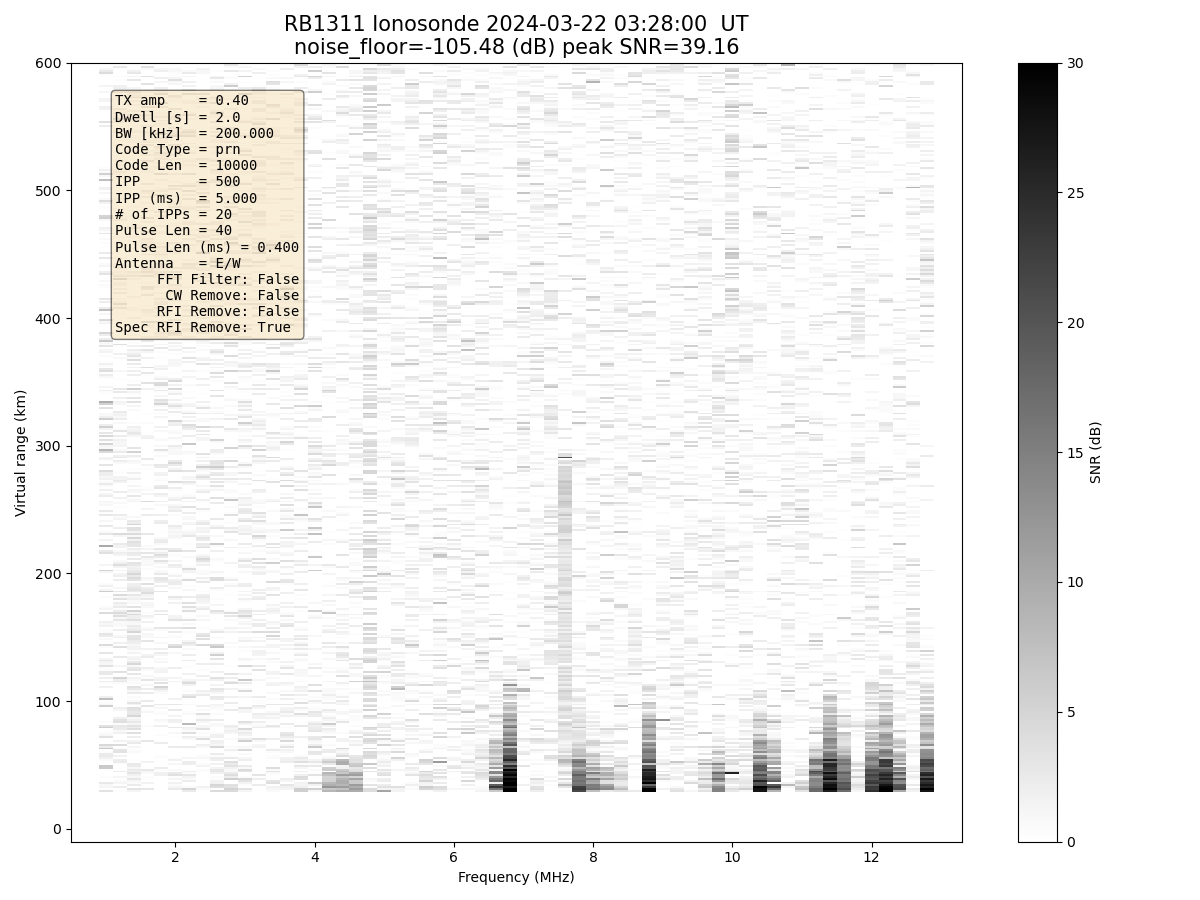 RB1311 Ionosonde 2024-03-22 03:28:00  UT
noise_floor=-105.48 (dB) peak SNR=39.16
600
500
400
300
200
100
0
Virtual range (km)
TX amp    = 0.40
Dwell [s] = 2.0
BW [kHz]  = 200.000
Code Type = prn
Code Len  = 10000
IPP       = 500
IPP (ms)  = 5.000
# of IPPs = 20
Pulse Len = 40
Pulse Len (ms) = 0.400
Antenna   = E/W
FFT Filter: False
CW Remove: False
RFI Remove: False
Spec RFI Remove: True
2 4 6 8 10 12
Frequency (MHz)
30
25
20
15
10
5
0
SNR (dB)